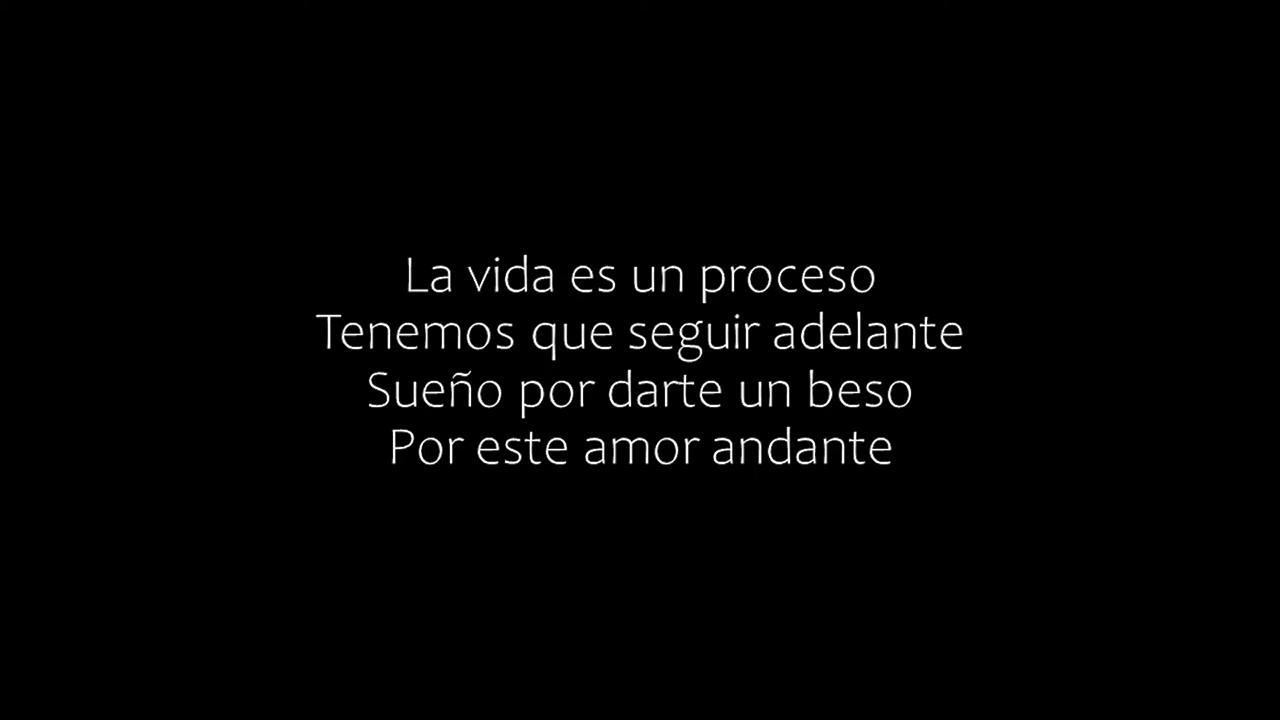 La vida es un proceso
Tenemos que seguir adelante
Sueño por darte un beso
Por este amor andante